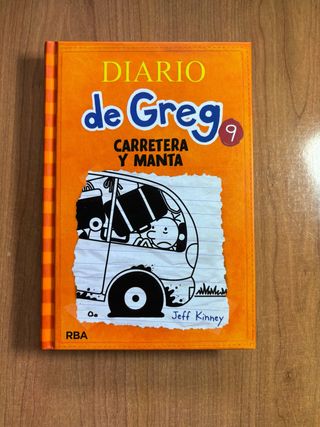 DIARIO
de Greg
9
CARRETERA
Y MANTA
Jeff Kinney
RBA